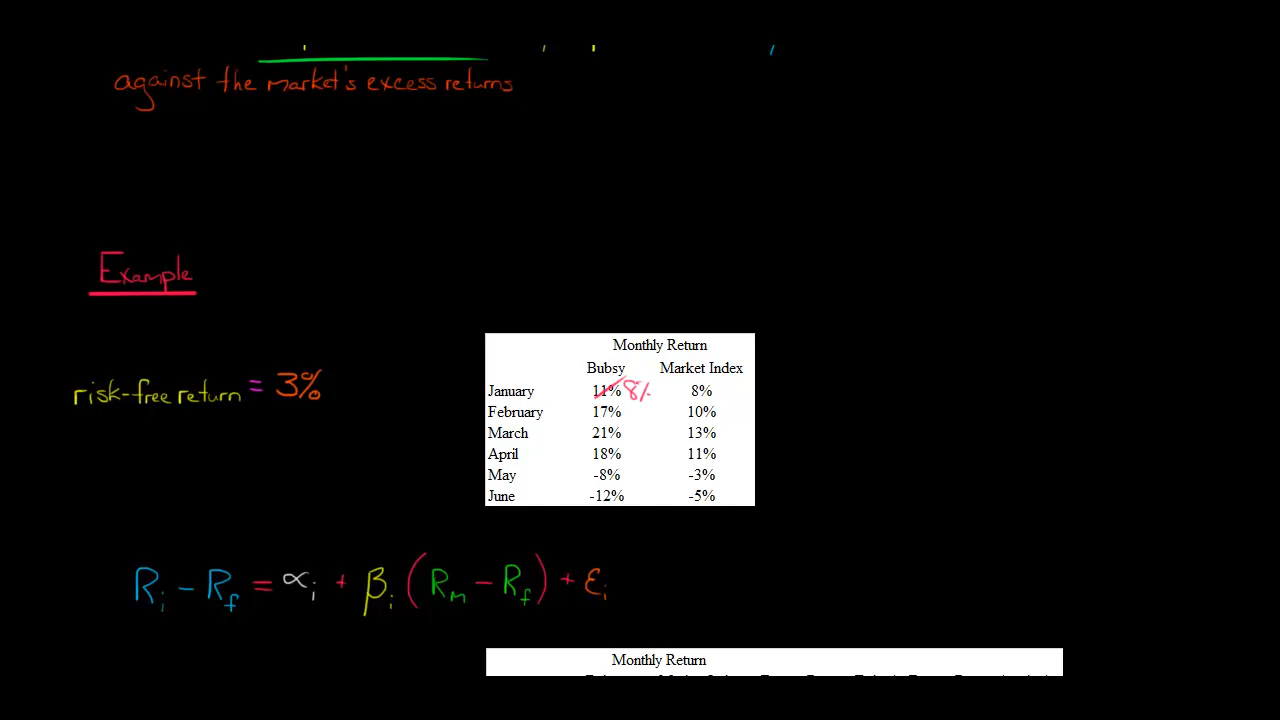 against the market's excess returns
Example
risk-free return = 3%
Monthly Return
Bubsy Market Index
January 11% 8% 8%
February 17% 10%
March 21% 13%
April 18% 11%
May -8% -3%
June -12% -5%
Ri - Rf = αi + βi (Rm - Rf) + εi
Monthly Return